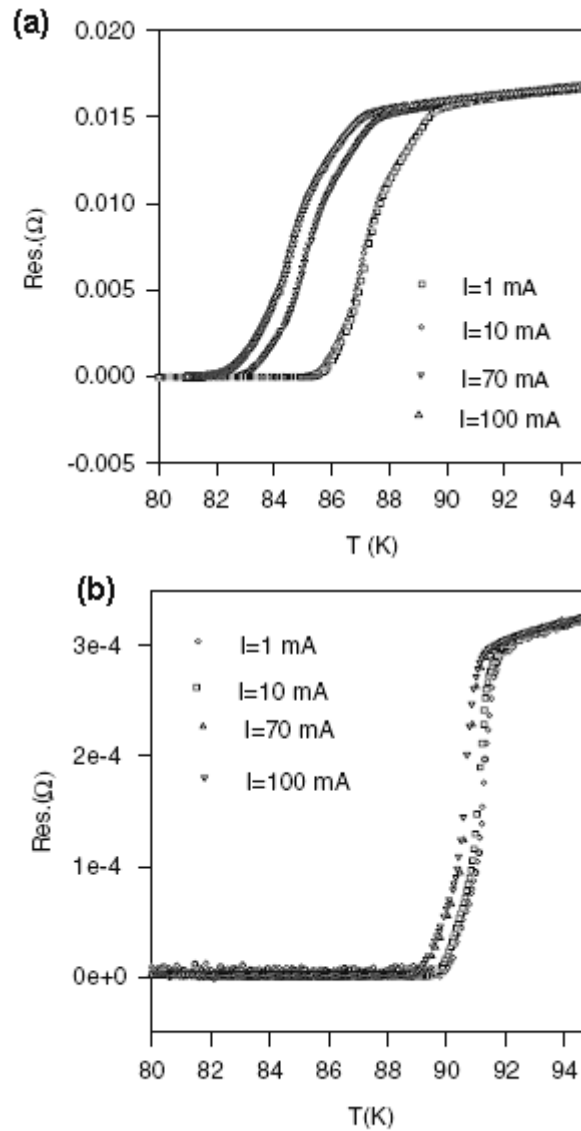 (a)
0.020
0.015
0.010
0.005
0.000
-0.005
Res.(Ω)
I=1 mA
I=10 mA
I=70 mA
I=100 mA
80 82 84 86 88 90 92 94
T (K)
(b)
3e-4
2e-4
1e-4
0e+0
Res.(Ω)
I=1 mA
I=10 mA
I=70 mA
I=100 mA
80 82 84 86 88 90 92 94
T(K)